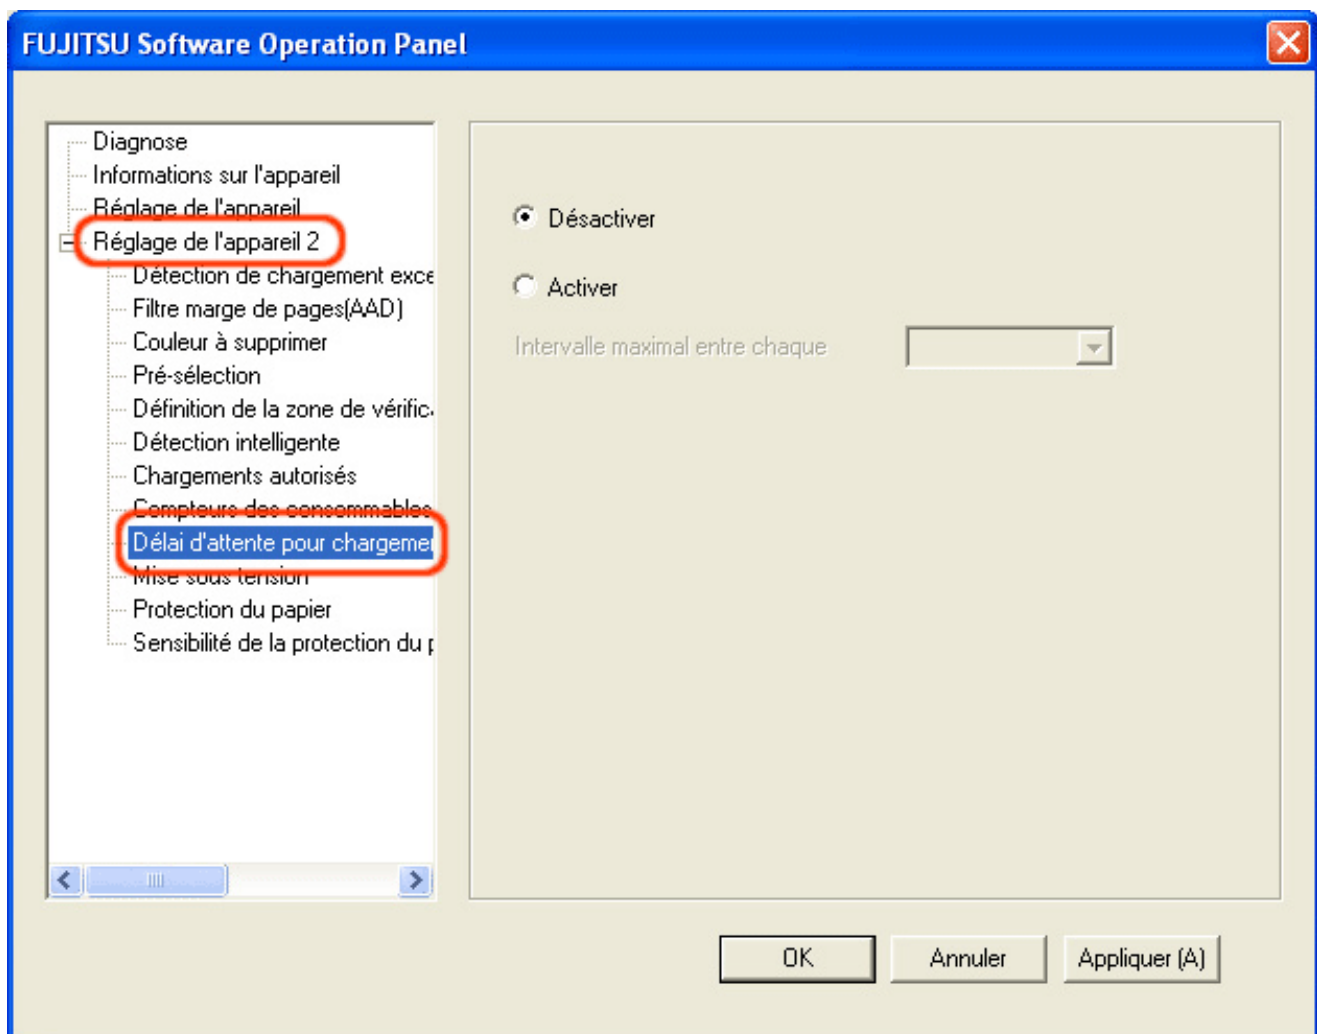 FUJITSU Software Operation Panel
Diagnose
Informations sur l'appareil
Réglage de l'appareil
Réglage de l'appareil 2
Détection de chargement exce
Filtre marge de pages(AAD)
Couleur à supprimer
Pré-sélection
Définition de la zone de vérific
Détection intelligente
Chargements autorisés
Compteurs des consommables
Délai d'attente pour chargemen
Mise sous tension
Protection du papier
Sensibilité de la protection du p
Désactiver
Activer
Intervalle maximal entre chaque
OK
Annuler
Appliquer (A)